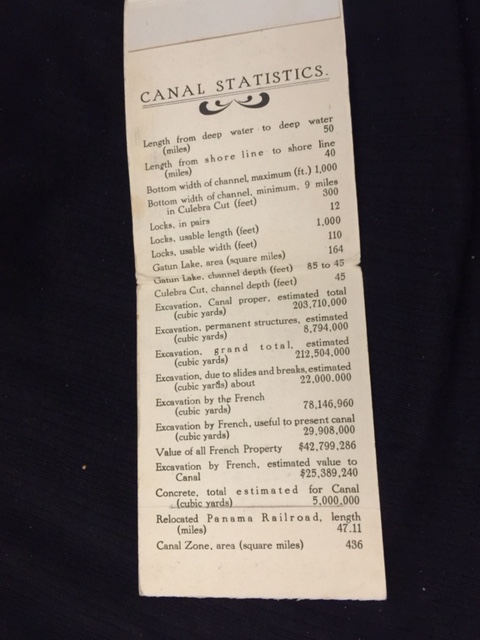 CANAL STATISTICS.
Length from deep water to deep water
(miles) 50
Length from shore line to shore line
(miles) 40
Bottom width of channel, maximum (ft.) 1,000
Bottom width of channel, minimum, 9 miles
in Culebra Cut (feet) 300
Locks, in pairs 12
Locks, usable length (feet) 1,000
Locks, usable width (feet) 110
Gatun Lake, area (square miles) 164
Gatun Lake, channel depth (feet) 85 to 45
Culebra Cut, channel depth (feet) 45
Excavation, Canal proper, estimated total
(cubic yards) 203,710,000
Excavation, permanent structures, estimated
(cubic yards) 8,794,000
Excavation, grand total, estimated
(cubic yards) 212,504,000
Excavation, due to slides and breaks, estimated
(cubic yards) about 22,000,000
Excavation by the French
(cubic yards) 78,146,960
Excavation by French, useful to present canal
(cubic yards) 29,908,000
Value of all French Property $42,799,286
Excavation by French, estimated value to
Canal $25,389,240
Concrete, total estimated for Canal
(cubic yards) 5,000,000
Relocated Panama Railroad, length
(miles) 47.11
Canal Zone, area (square miles) 436